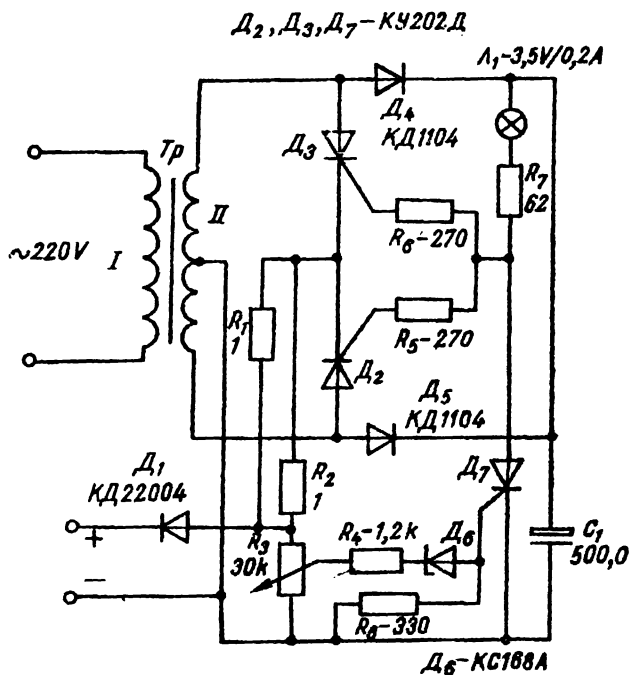 Д2, Д3, Д7 – КУ202Д
Л1-3,5V/0,2A
Д4
КД1104
Тр
Д3
R7
62
II
R6-270
~220V
I
R1
1
R5-270
Д2
Д5
КД1104
Д1
КД22004
R2
1
Д7
+
R3
30k
R4-1,2k
Д6
C1
500,0
–
R8-330
Д6-КС168А